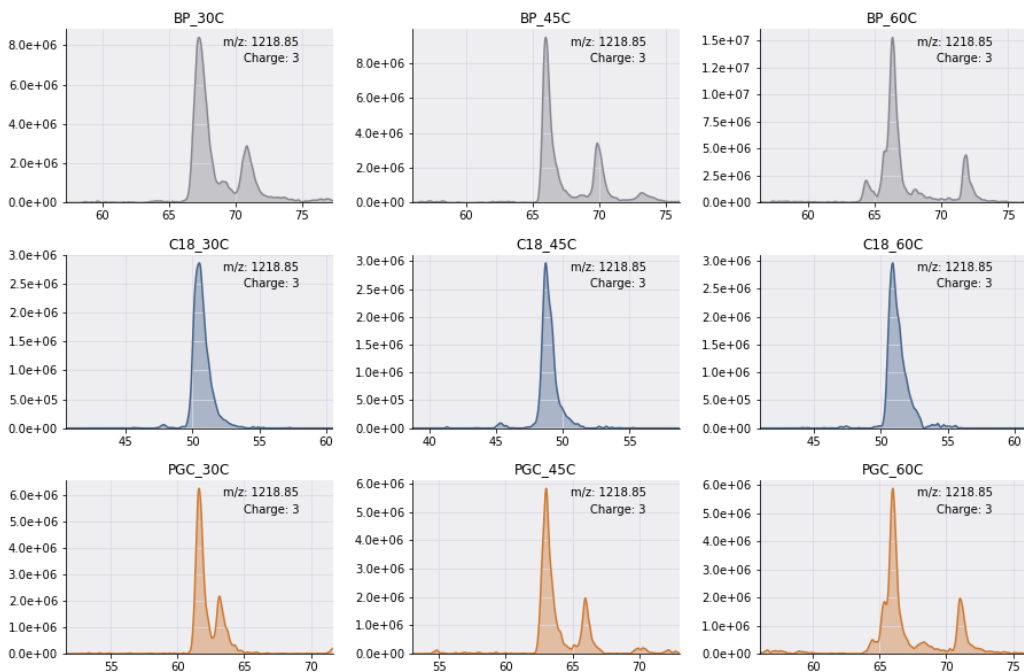 BP_30C
BP_45C
BP_60C
8.0e+06
6.0e+06
4.0e+06
2.0e+06
0.0e+00
m/z: 1218.85
Charge: 3
60 65 70 75
8.0e+06
6.0e+06
4.0e+06
2.0e+06
0.0e+00
m/z: 1218.85
Charge: 3
60 65 70 75
1.5e+07
1.2e+07
1.0e+07
7.5e+06
5.0e+06
2.5e+06
0.0e+00
m/z: 1218.85
Charge: 3
60 65 70 75
C18_30C
C18_45C
C18_60C
3.0e+06
2.5e+06
2.0e+06
1.5e+06
1.0e+06
5.0e+05
0.0e+00
m/z: 1218.85
Charge: 3
45 50 55 60
3.0e+06
2.5e+06
2.0e+06
1.5e+06
1.0e+06
5.0e+05
0.0e+00
m/z: 1218.85
Charge: 3
40 45 50 55
3.0e+06
2.5e+06
2.0e+06
1.5e+06
1.0e+06
5.0e+05
0.0e+00
m/z: 1218.85
Charge: 3
45 50 55 60
PGC_30C
PGC_45C
PGC_60C
6.0e+06
5.0e+06
4.0e+06
3.0e+06
2.0e+06
1.0e+06
0.0e+00
m/z: 1218.85
Charge: 3
55 60 65 70
6.0e+06
5.0e+06
4.0e+06
3.0e+06
2.0e+06
1.0e+06
0.0e+00
m/z: 1218.85
Charge: 3
55 60 65 70
6.0e+06
5.0e+06
4.0e+06
3.0e+06
2.0e+06
1.0e+06
0.0e+00
m/z: 1218.85
Charge: 3
60 65 70 75